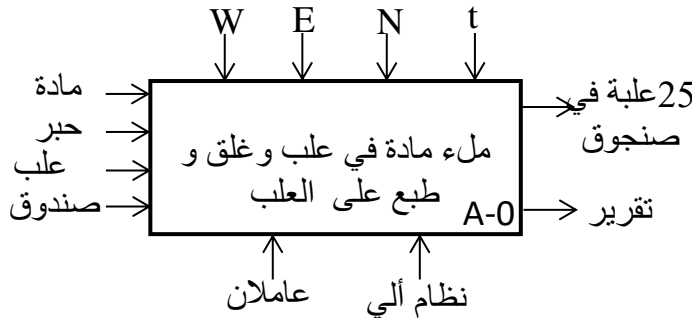 W E N t
مادة
حبر
علب
صندوق
ملء مادة في علب وغلق و
طبع على العلب
A-0
25علبة في
صنجوق
تقرير
عاملان
نظام ألي